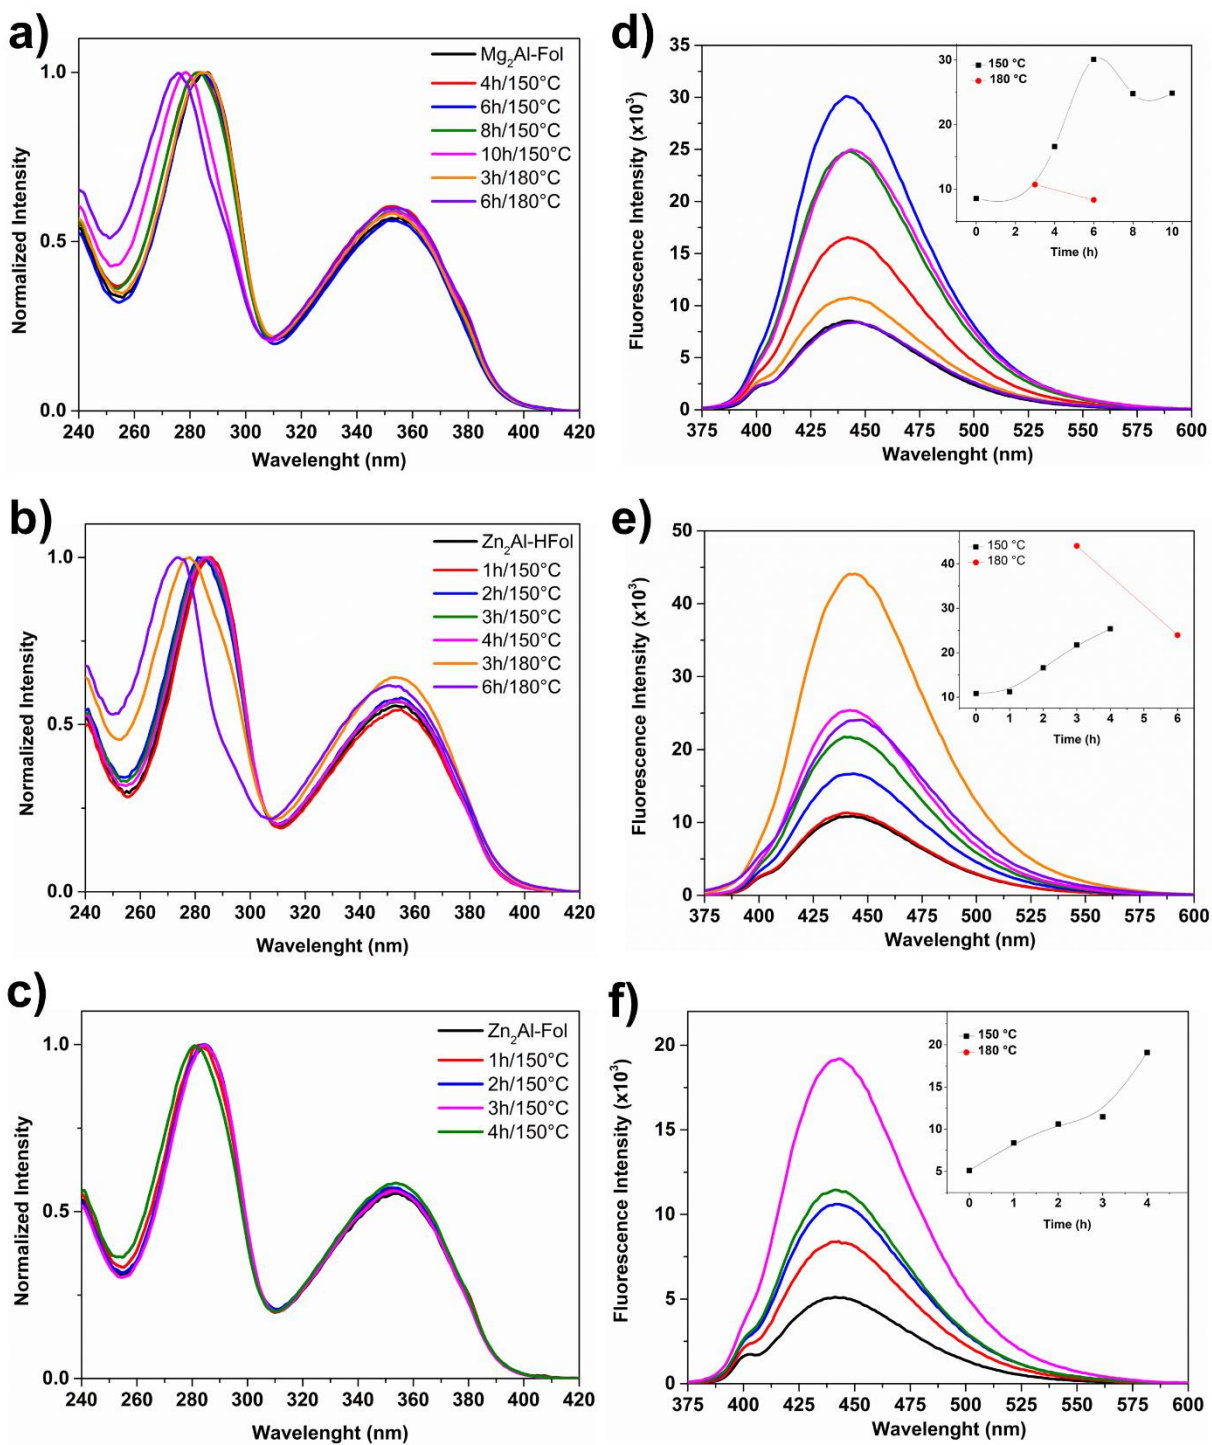 a)
Normalized Intensity
1.0
0.5
0.0
240 260 280 300 320 340 360 380 400 420
Wavelenght (nm)
Mg2Al-Fol
4h/150°C
6h/150°C
8h/150°C
10h/150°C
3h/180°C
6h/180°C
d)
Fluorescence Intensity (x10³)
35
30
25
20
15
10
5
0
375 400 425 450 475 500 525 550 575 600
Wavelenght (nm)
150 °C
180 °C
30
20
10
0 2 4 6 8 10
Time (h)
b)
Normalized Intensity
1.0
0.5
0.0
240 260 280 300 320 340 360 380 400 420
Wavelenght (nm)
Zn2Al-HFol
1h/150°C
2h/150°C
3h/150°C
4h/150°C
3h/180°C
6h/180°C
e)
Fluorescence Intensity (x10³)
50
40
30
20
10
0
375 400 425 450 475 500 525 550 575 600
Wavelenght (nm)
150 °C
180 °C
40
30
20
10
0 1 2 3 4 5 6
Time (h)
c)
Normalized Intensity
1.0
0.5
0.0
240 260 280 300 320 340 360 380 400 420
Wavelenght (nm)
Zn2Al-Fol
1h/150°C
2h/150°C
3h/150°C
4h/150°C
f)
Fluorescence Intensity (x10³)
20
15
10
5
0
375 400 425 450 475 500 525 550 575 600
Wavelenght (nm)
150 °C
180 °C
20
15
10
5
0 1 2 3 4
Time (h)